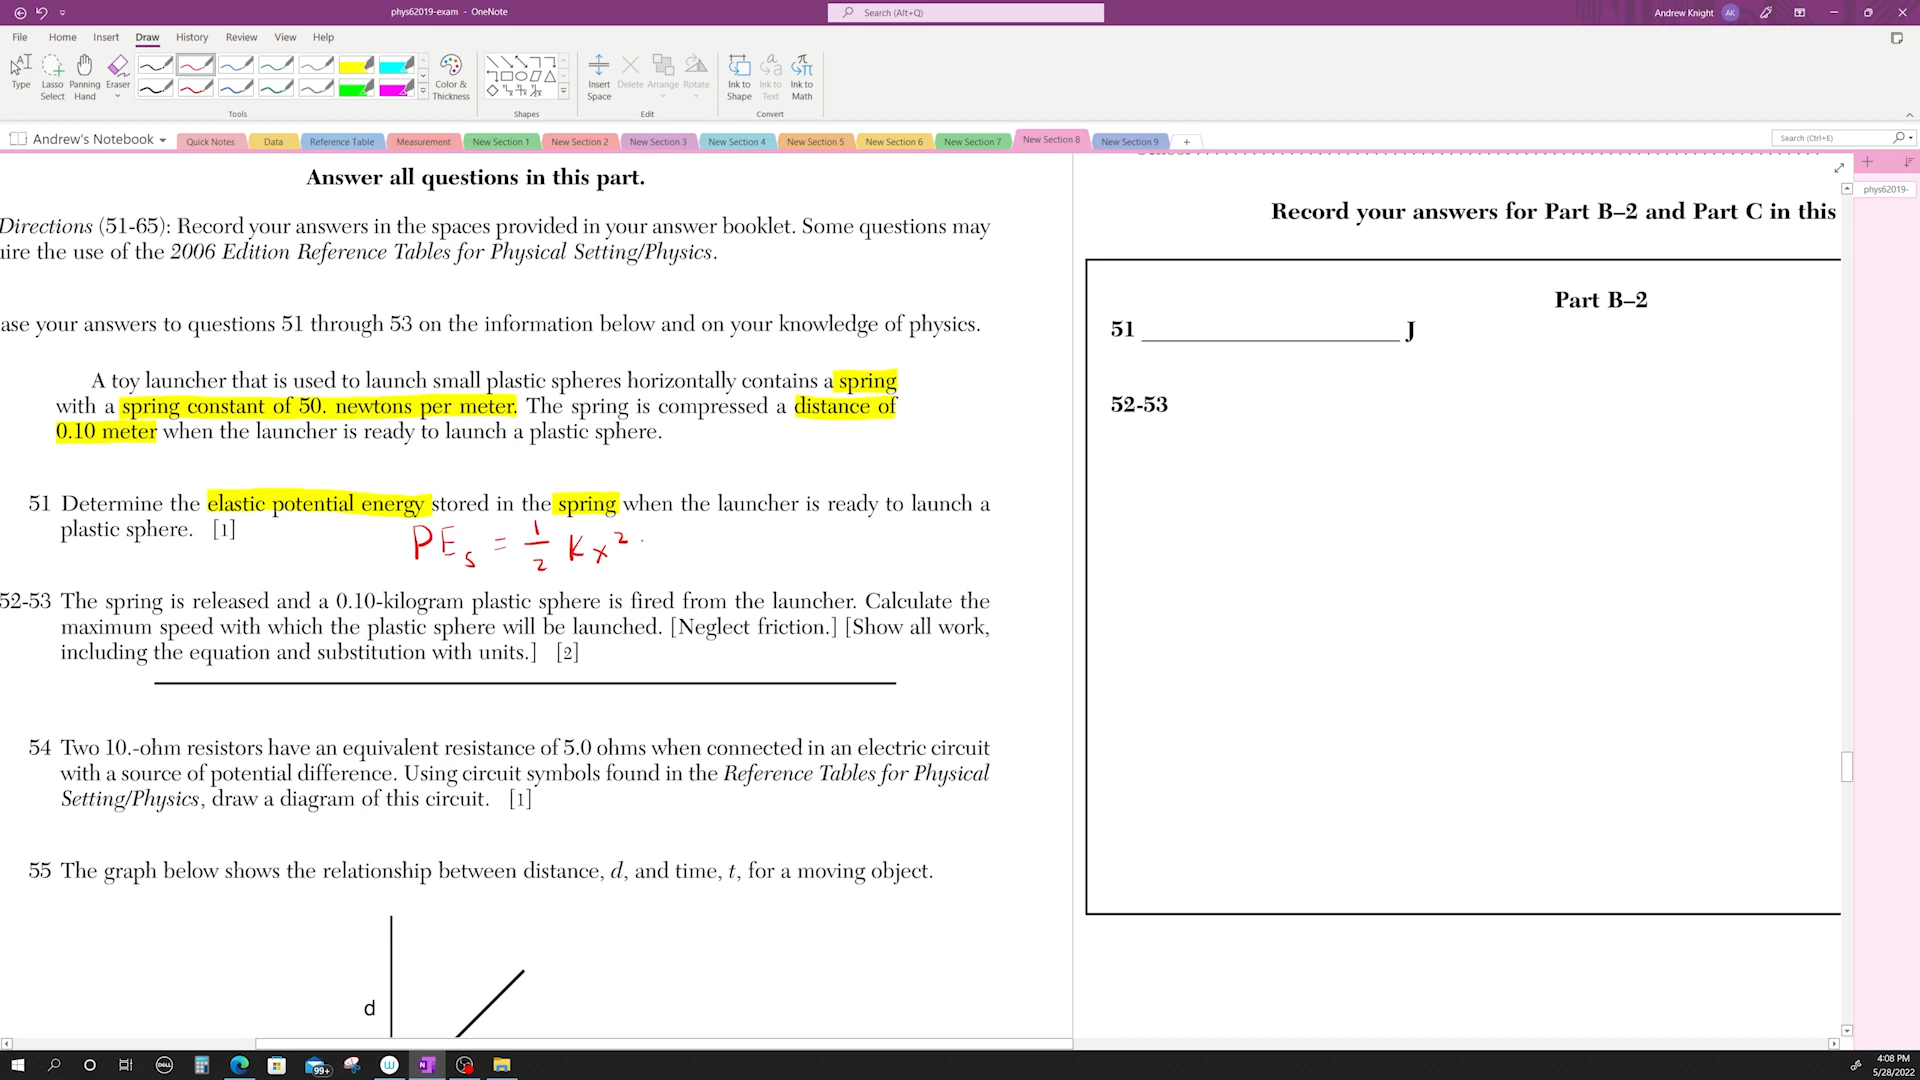 phys62019-exam - OneNote
Search (Alt+Q)
Andrew Knight
AK
File Home Insert Draw History Review View Help
Type
Lasso Select
Panning Hand
Eraser
Color & Thickness
Insert Space
Delete
Arrange
Rotate
Ink to Shape
Ink to Text
Ink to Math
Tools
Shapes
Edit
Convert
Andrew's Notebook
Quick Notes
Data
Reference Table
Measurement
New Section 1
New Section 2
New Section 3
New Section 4
New Section 5
New Section 6
New Section 7
New Section 8
New Section 9
Search (Ctrl+E)
phys62019-
Answer all questions in this part.
Directions (51-65): Record your answers in the spaces provided in your answer booklet. Some questions may
uire the use of the 2006 Edition Reference Tables for Physical Setting/Physics.
ase your answers to questions 51 through 53 on the information below and on your knowledge of physics.
A toy launcher that is used to launch small plastic spheres horizontally contains a spring
with a spring constant of 50. newtons per meter. The spring is compressed a distance of
0.10 meter when the launcher is ready to launch a plastic sphere.
51 Determine the elastic potential energy stored in the spring when the launcher is ready to launch a
plastic sphere. [1]
PEs = 1/2 Kx²
52-53 The spring is released and a 0.10-kilogram plastic sphere is fired from the launcher. Calculate the
maximum speed with which the plastic sphere will be launched. [Neglect friction.] [Show all work,
including the equation and substitution with units.] [2]
54 Two 10.-ohm resistors have an equivalent resistance of 5.0 ohms when connected in an electric circuit
with a source of potential difference. Using circuit symbols found in the Reference Tables for Physical
Setting/Physics, draw a diagram of this circuit. [1]
55 The graph below shows the relationship between distance, d, and time, t, for a moving object.
d
Record your answers for Part B–2 and Part C in this
Part B–2
51 ____ J
52-53
99+
4:08 PM
5/28/2022